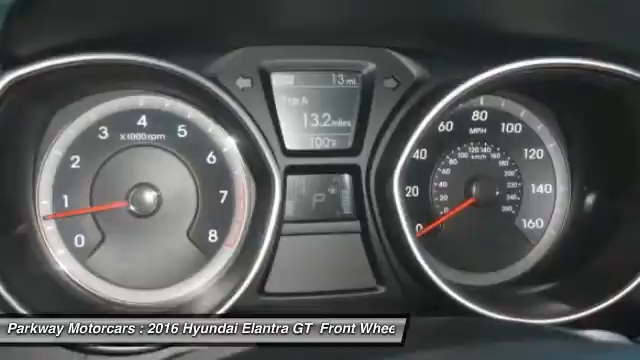 13 mi.
Trip A
13.2 miles
100°F
P
0
1
2
3
4
5
6
7
8
x1000rpm
0
20
40
60
80
100
120
140
160
MPH
km/h
Parkway Motorcars : 2016 Hyundai Elantra GT Front Whee